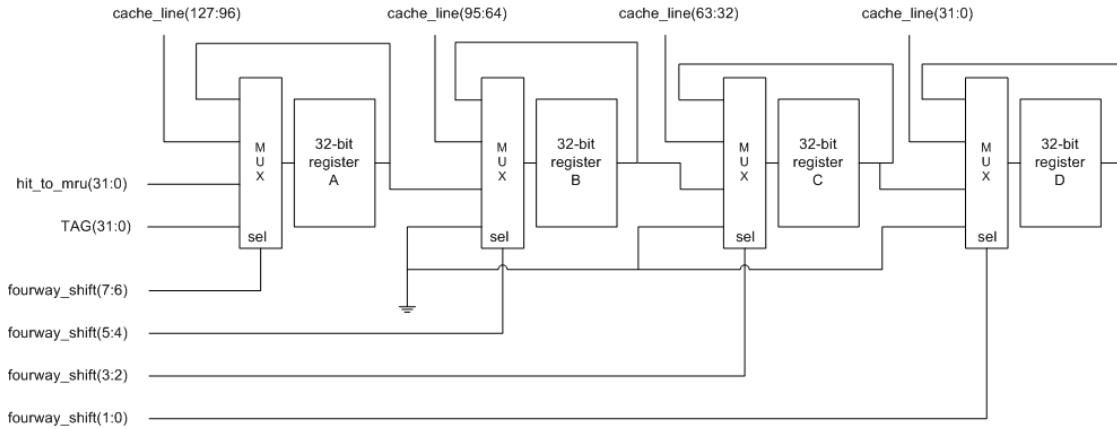 cache_line(127:96)
cache_line(95:64)
cache_line(63:32)
cache_line(31:0)
M
U
X
32-bit
register
A
M
U
X
32-bit
register
B
M
U
X
32-bit
register
C
M
U
X
32-bit
register
D
hit_to_mru(31:0)
TAG(31:0)
sel
sel
sel
sel
fourway_shift(7:6)
fourway_shift(5:4)
fourway_shift(3:2)
fourway_shift(1:0)